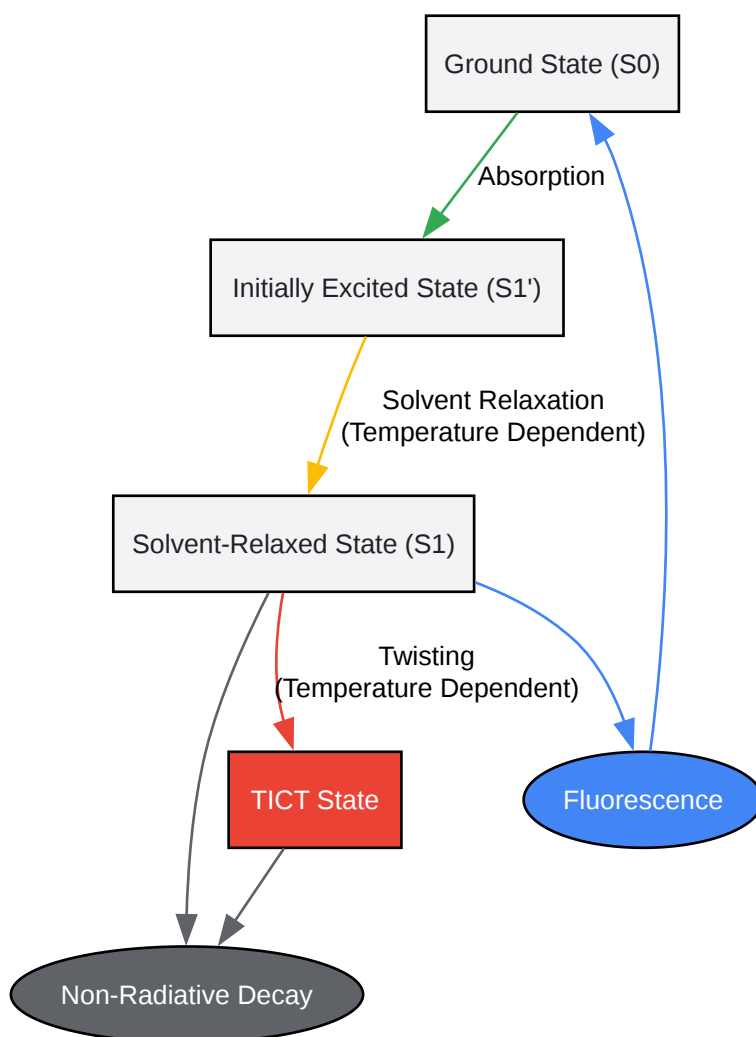 Ground State (S0)
Absorption
Initially Excited State (S1')
Solvent Relaxation
(Temperature Dependent)
Solvent-Relaxed State (S1)
Twisting
(Temperature Dependent)
TICT State
Fluorescence
Non-Radiative Decay